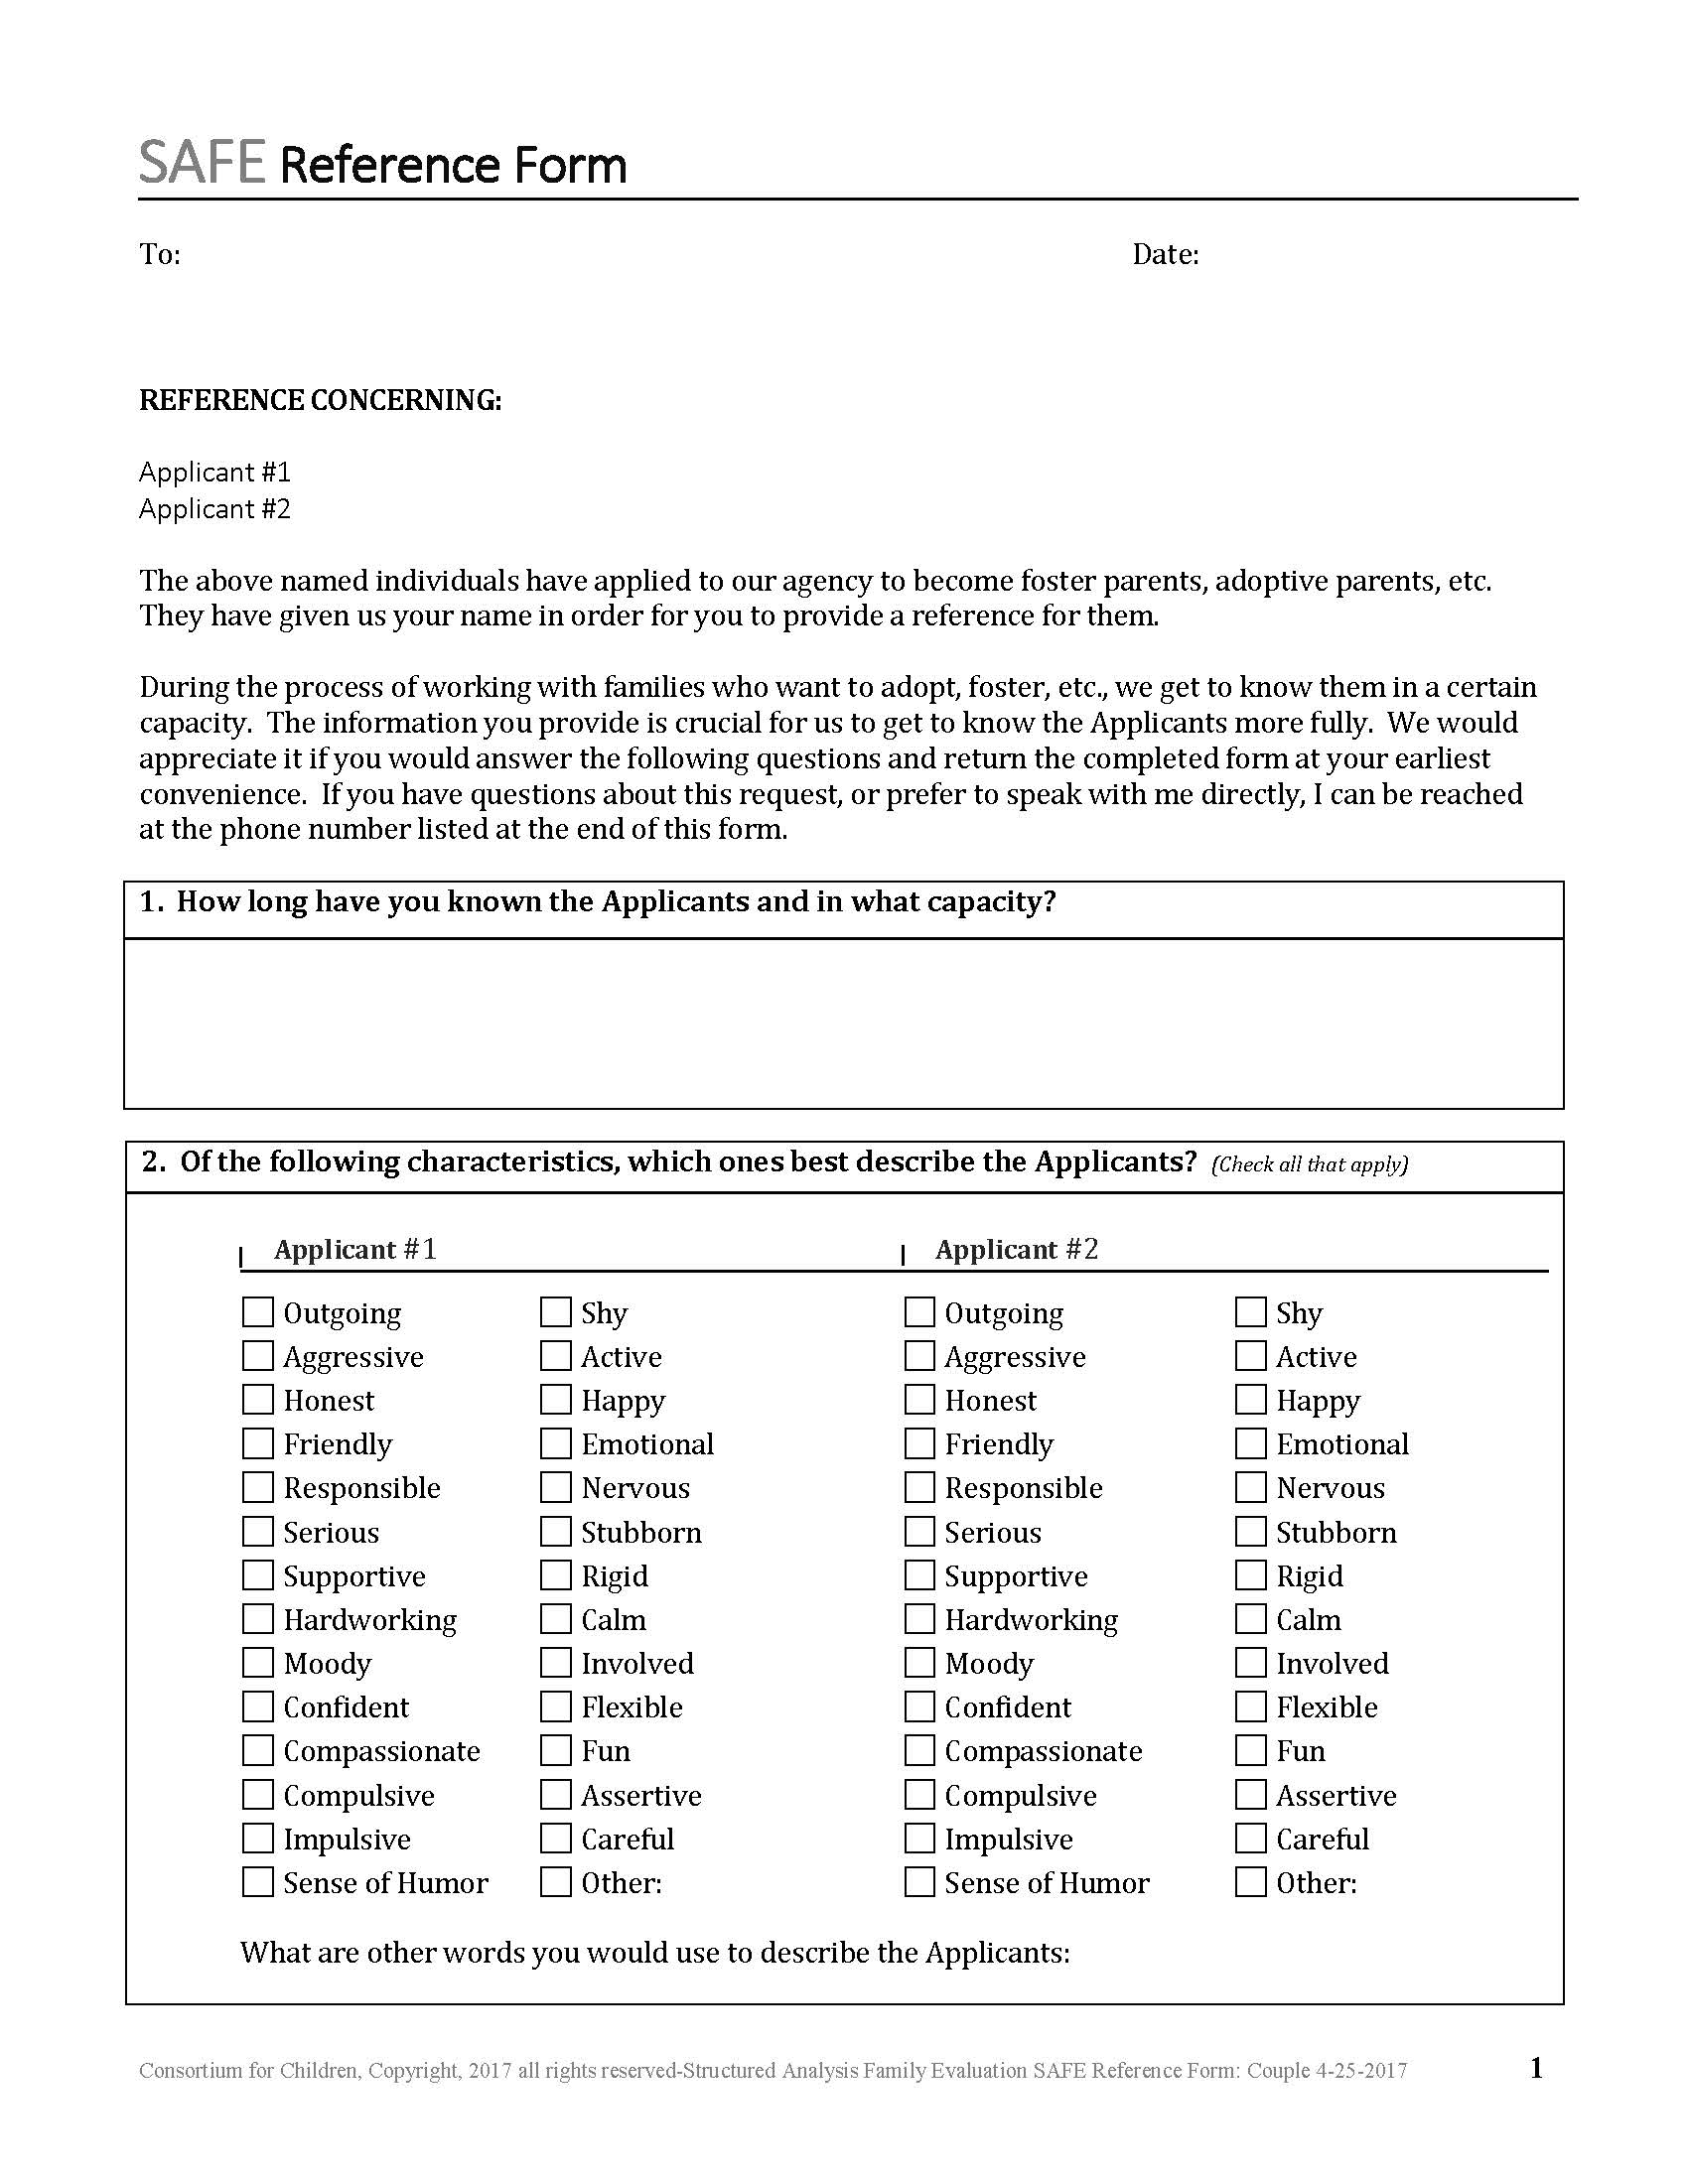 SAFE Reference Form
To: Date:
REFERENCE CONCERNING:
Applicant #1
Applicant #2
The above named individuals have applied to our agency to become foster parents, adoptive parents, etc.
They have given us your name in order for you to provide a reference for them.
During the process of working with families who want to adopt, foster, etc., we get to know them in a certain
capacity. The information you provide is crucial for us to get to know the Applicants more fully. We would
appreciate it if you would answer the following questions and return the completed form at your earliest
convenience. If you have questions about this request, or prefer to speak with me directly, I can be reached
at the phone number listed at the end of this form.
1. How long have you known the Applicants and in what capacity?
2. Of the following characteristics, which ones best describe the Applicants? (Check all that apply)
Applicant #1 Applicant #2
Outgoing Shy Outgoing Shy
Aggressive Active Aggressive Active
Honest Happy Honest Happy
Friendly Emotional Friendly Emotional
Responsible Nervous Responsible Nervous
Serious Stubborn Serious Stubborn
Supportive Rigid Supportive Rigid
Hardworking Calm Hardworking Calm
Moody Involved Moody Involved
Confident Flexible Confident Flexible
Compassionate Fun Compassionate Fun
Compulsive Assertive Compulsive Assertive
Impulsive Careful Impulsive Careful
Sense of Humor Other: Sense of Humor Other:
What are other words you would use to describe the Applicants:
Consortium for Children, Copyright, 2017 all rights reserved-Structured Analysis Family Evaluation SAFE Reference Form: Couple 4-25-2017 1